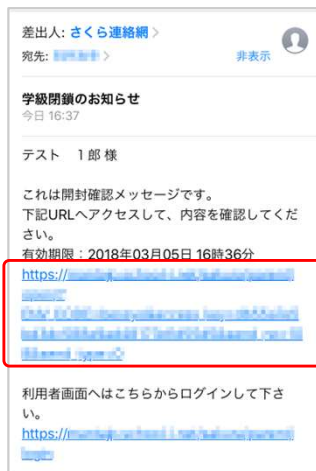 差出人: さくら連絡網 >
宛先: >
非表示
学級閉鎖のお知らせ
今日 16:37
テスト　1郎 様
これは開封確認メッセージです。
下記URLへアクセスして、内容を確認してくだ
さい。
有効期限：2018年03月05日 16時36分
https://
利用者画面へはこちらからログインして下さ
い。
https://